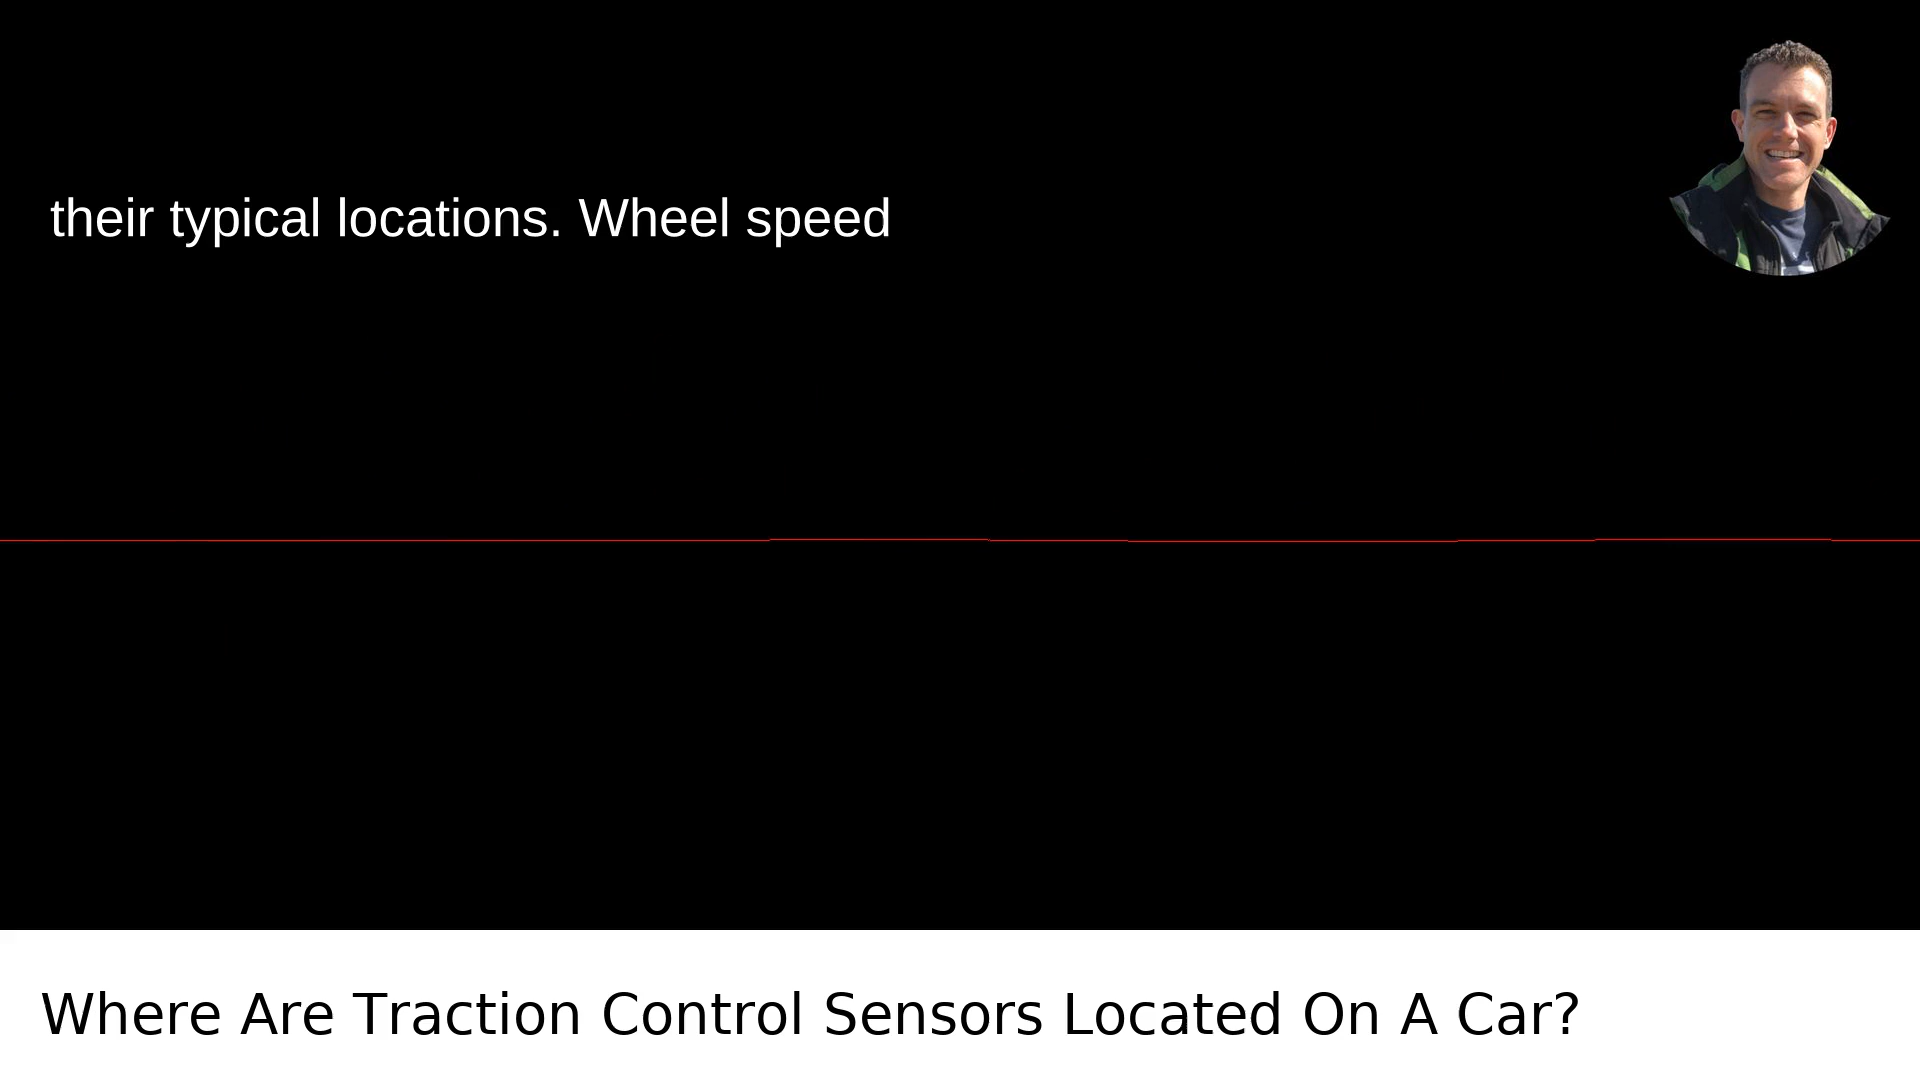 their typical locations. Wheel speed
Where Are Traction Control Sensors Located On A Car?